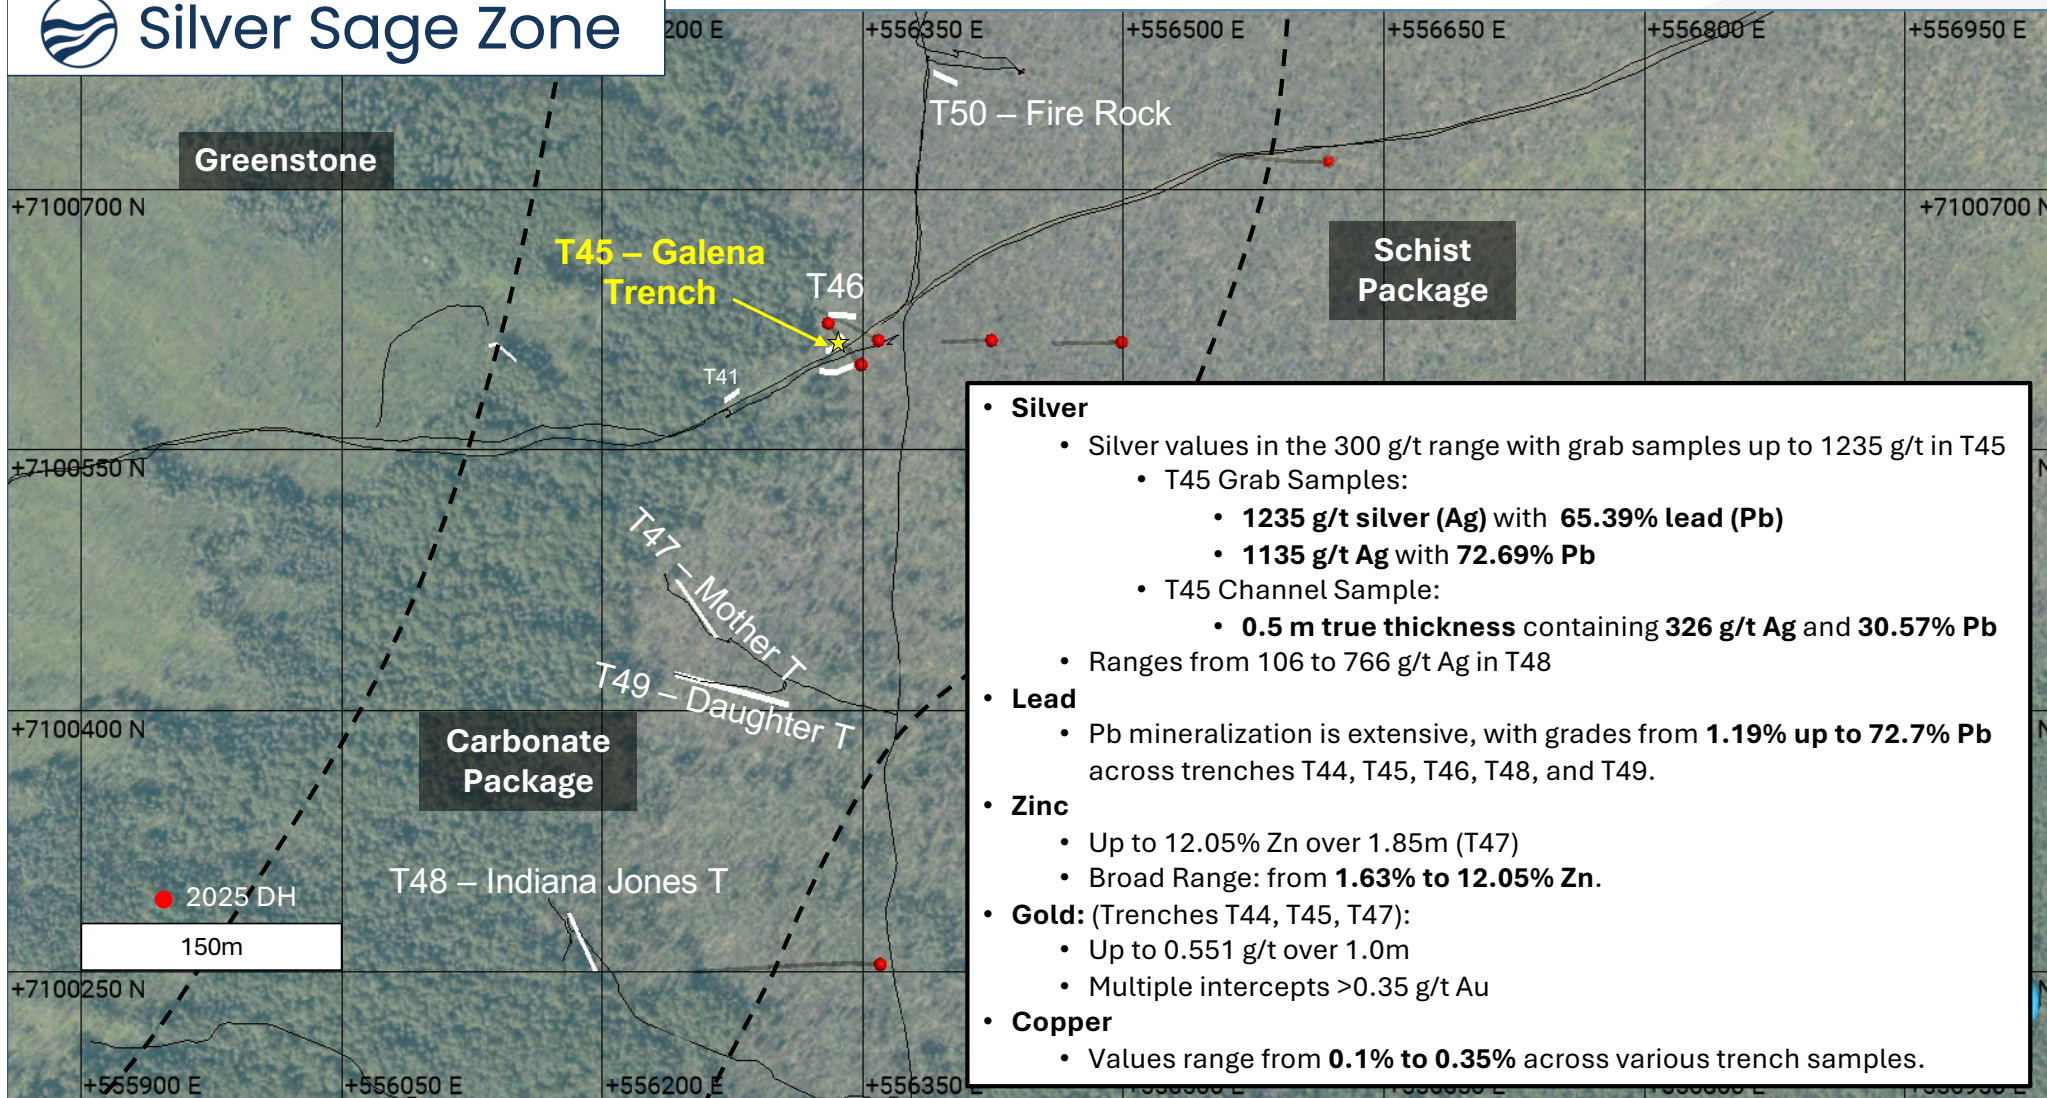 Silver Sage Zone
200 E
+556350 E
+556500 E
+556650 E
+556800 E
+556950 E
T50 – Fire Rock
Greenstone
+7100700 N
+7100700 N
Schist
Package
T45 – Galena
Trench
T46
T41
+7100550 N
N
• Silver
• Silver values in the 300 g/t range with grab samples up to 1235 g/t in T45
• T45 Grab Samples:
• 1235 g/t silver (Ag) with 65.39% lead (Pb)
• 1135 g/t Ag with 72.69% Pb
• T45 Channel Sample:
• 0.5 m true thickness containing 326 g/t Ag and 30.57% Pb
• Ranges from 106 to 766 g/t Ag in T48
• Lead
• Pb mineralization is extensive, with grades from 1.19% up to 72.7% Pb
across trenches T44, T45, T46, T48, and T49.
• Zinc
• Up to 12.05% Zn over 1.85m (T47)
• Broad Range: from 1.63% to 12.05% Zn.
• Gold: (Trenches T44, T45, T47):
• Up to 0.551 g/t over 1.0m
• Multiple intercepts >0.35 g/t Au
• Copper
• Values range from 0.1% to 0.35% across various trench samples.
T47 – Mother T
T49 – Daughter T
+7100400 N
N
Carbonate
Package
T48 – Indiana Jones T
2025 DH
150m
+7100250 N
N
+555900 E
+556050 E
+556200 E
+556350
+556500 E
+556650 E
+556800 E
+556950 E